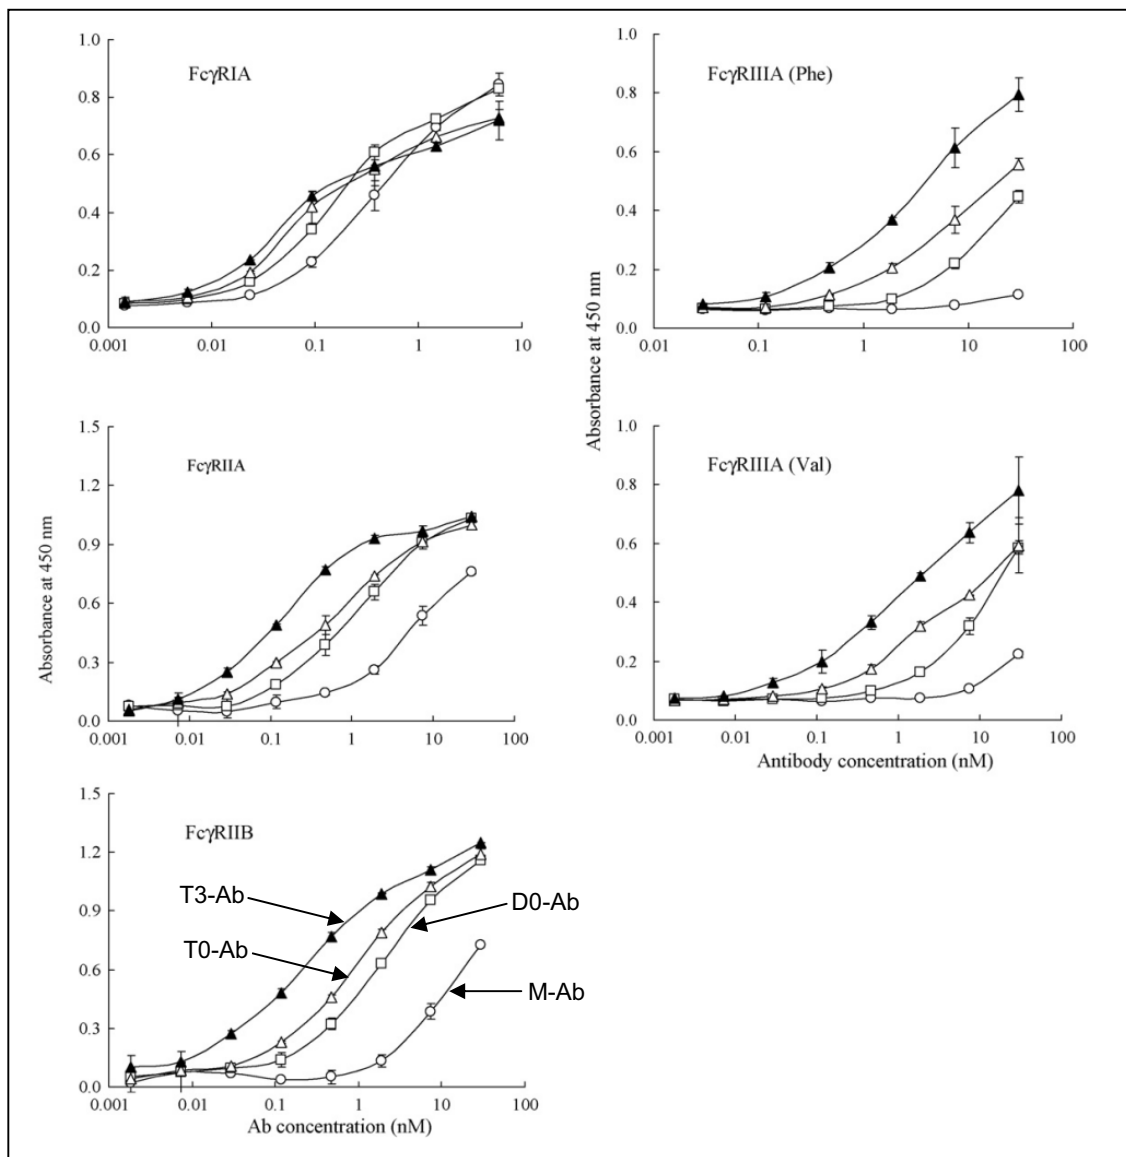 FcγRIA
1.0
0.8
0.6
0.4
0.2
0.0
0.001 0.01 0.1 1 10
FcγRIIIA (Phe)
1.0
0.8
0.6
0.4
0.2
0.0
0.01 0.1 1 10 100
FcγRIIA
1.5
1.2
0.9
0.6
0.3
0.0
0.001 0.01 0.1 1 10 100
Absorbance at 450 nm
Absorbance at 450 nm
FcγRIIIA (Val)
1.0
0.8
0.6
0.4
0.2
0.0
0.001 0.01 0.1 1 10 100
Antibody concentration (nM)
FcγRIIB
1.5
1.2
0.9
0.6
0.3
0.0
T3-Ab
D0-Ab
T0-Ab
M-Ab
0.001 0.01 0.1 1 10 100
Ab concentration (nM)